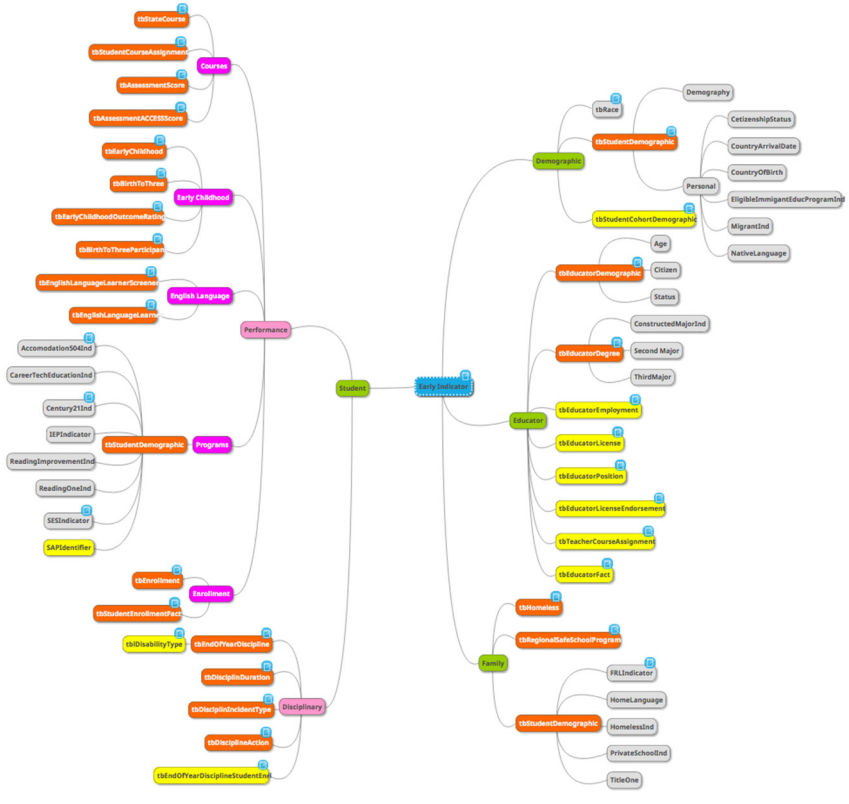 tbStateCourse
tbStudentCourseAssignment
tbAssessmentScore
tbAssessmentACCESSScore
Courses
tbEarlyChildhood
tbBirthToThree
tbEarlyChildhoodOutcomeRating
tbBirthToThreeParticipan
Early Childhood
tbEnglishLanguageLearnerScreene
tbEnglishLanguageLearne
English Language
Performance
AccomodationS04Ind
CareerTechEducationInd
Century21Ind
IEPIndicator
ReadingImprovementInd
ReadingOneInd
SESIndicator
SAPIdentifier
tbStudentDemographic
Programs
tbEnrollment
tbStudentEnrollmentFact
Enrollment
tblDisabilityType
tbEndOfYearDiscipline
tbDisciplinDuration
tbDisciplinIncidentType
tbDisciplineAction
tbEndOfYearDisciplineStudentEnd
Disciplinary
Student
Early Indicator
Demographic
tbRace
tbStudentDemographic
tbStudentCohortDemographic
Demography
Personal
CetizenshipStatus
CountryArrivalDate
CountryOfBirth
EligibleImmigantEducProgramInd
MigrantInd
NativeLanguage
Educator
tbEducatorDemographic
Age
Citizen
Status
tbEducatorDegree
ConstructedMajorInd
Second Major
ThirdMajor
tbEducatorEmployment
tbEducatorLicense
tbEducatorPosition
tbEducatorLicenseEndorsement
tbTeacherCourseAssignment
tbEducatorFact
Family
tbHomeless
tbRegionalSafeSchoolProgram
tbStudentDemographic
FRLIndicator
HomeLanguage
HomelessInd
PrivateSchoolInd
TitleOne